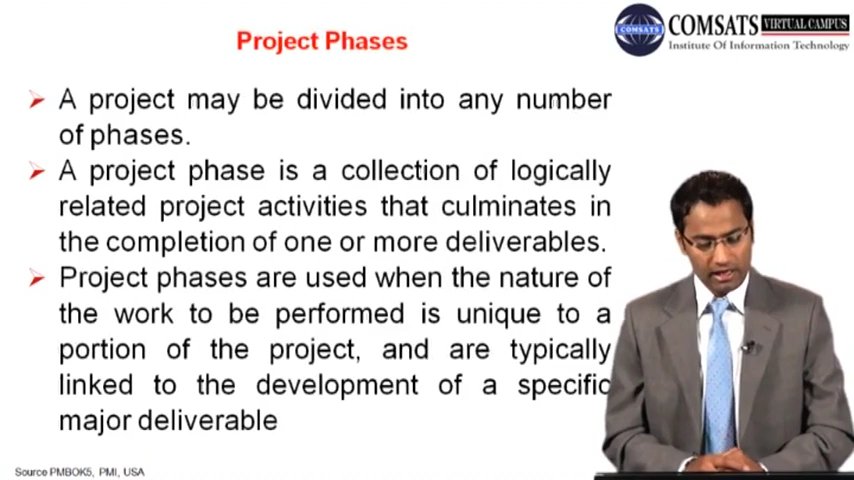 Project Phases
COMSATS VIRTUAL CAMPUS
Institute Of Information Technology
COMSATS
A project may be divided into any number
of phases.
A project phase is a collection of logically
related project activities that culminates in
the completion of one or more deliverables.
Project phases are used when the nature of
the work to be performed is unique to a
portion of the project, and are typically
linked to the development of a specific
major deliverable
Source PMBOK5, PMI, USA